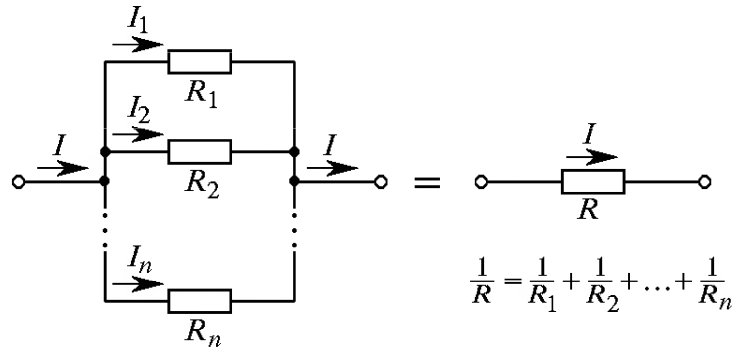 I₁
R₁
I₂
I I = I
R₂ R
Iₙ
1/R = 1/R₁ + 1/R₂ + ... + 1/Rₙ
Rₙ